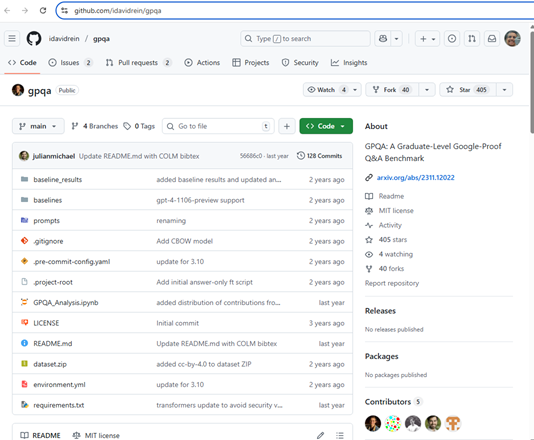 github.com/idavidrein/gpqa
idavidrein / gpqa
Type / to search
Code Issues 2 Pull requests 2 Actions Projects Security Insights
gpqa Public
Watch 4 Fork 40 Star 405
main 4 Branches 0 Tags Go to file t Code
julianmichael Update README.md with COLM bibtex 56686c0 · last year 128 Commits
baseline_results added baseline results and updated an... 2 years ago
baselines gpt-4-1106-preview support 2 years ago
prompts renaming 2 years ago
.gitignore Add CBOW model 2 years ago
.pre-commit-config.yaml update for 3.10 2 years ago
.project-root Add initial answer-only ft script 2 years ago
GPQA_Analysis.ipynb added distribution of contributions fro... last year
LICENSE Initial commit 3 years ago
README.md Update README.md with COLM bibtex last year
dataset.zip added cc-by-4.0 to dataset ZIP 2 years ago
environment.yml update for 3.10 2 years ago
requirements.txt transformers update to avoid security v... last year
README MIT license
About
GPQA: A Graduate-Level Google-Proof
Q&A Benchmark
arxiv.org/abs/2311.12022
Readme
MIT license
Activity
405 stars
4 watching
40 forks
Report repository
Releases
No releases published
Packages
No packages published
Contributors 5